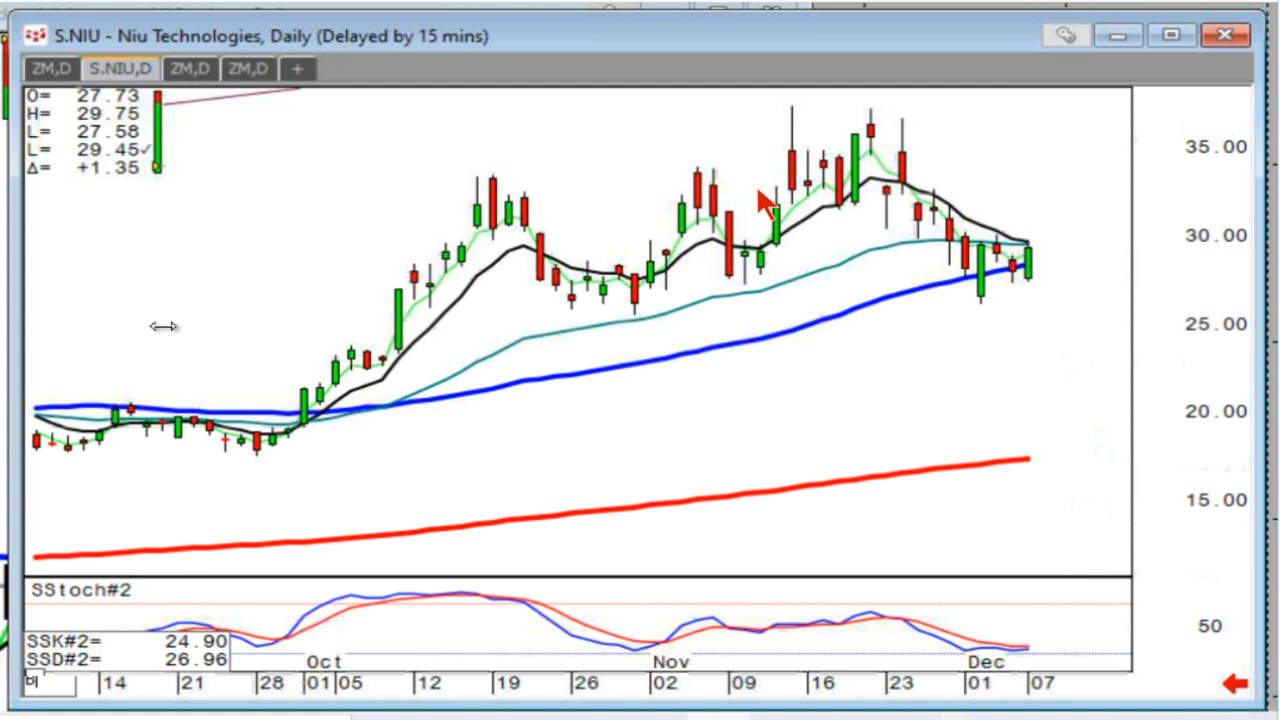 S.NIU - Niu Technologies, Daily (Delayed by 15 mins)
ZM,D S.NIU,D ZM,D ZM,D +
O= 27.73
H= 29.75
L= 27.58
L= 29.45✓
Δ= +1.35
35.00
30.00
25.00
20.00
15.00
SStoch#2
50
SSK#2= 24.90
SSD#2= 26.96
Oct Nov Dec
14 21 28 01 05 12 19 26 02 09 16 23 01 07